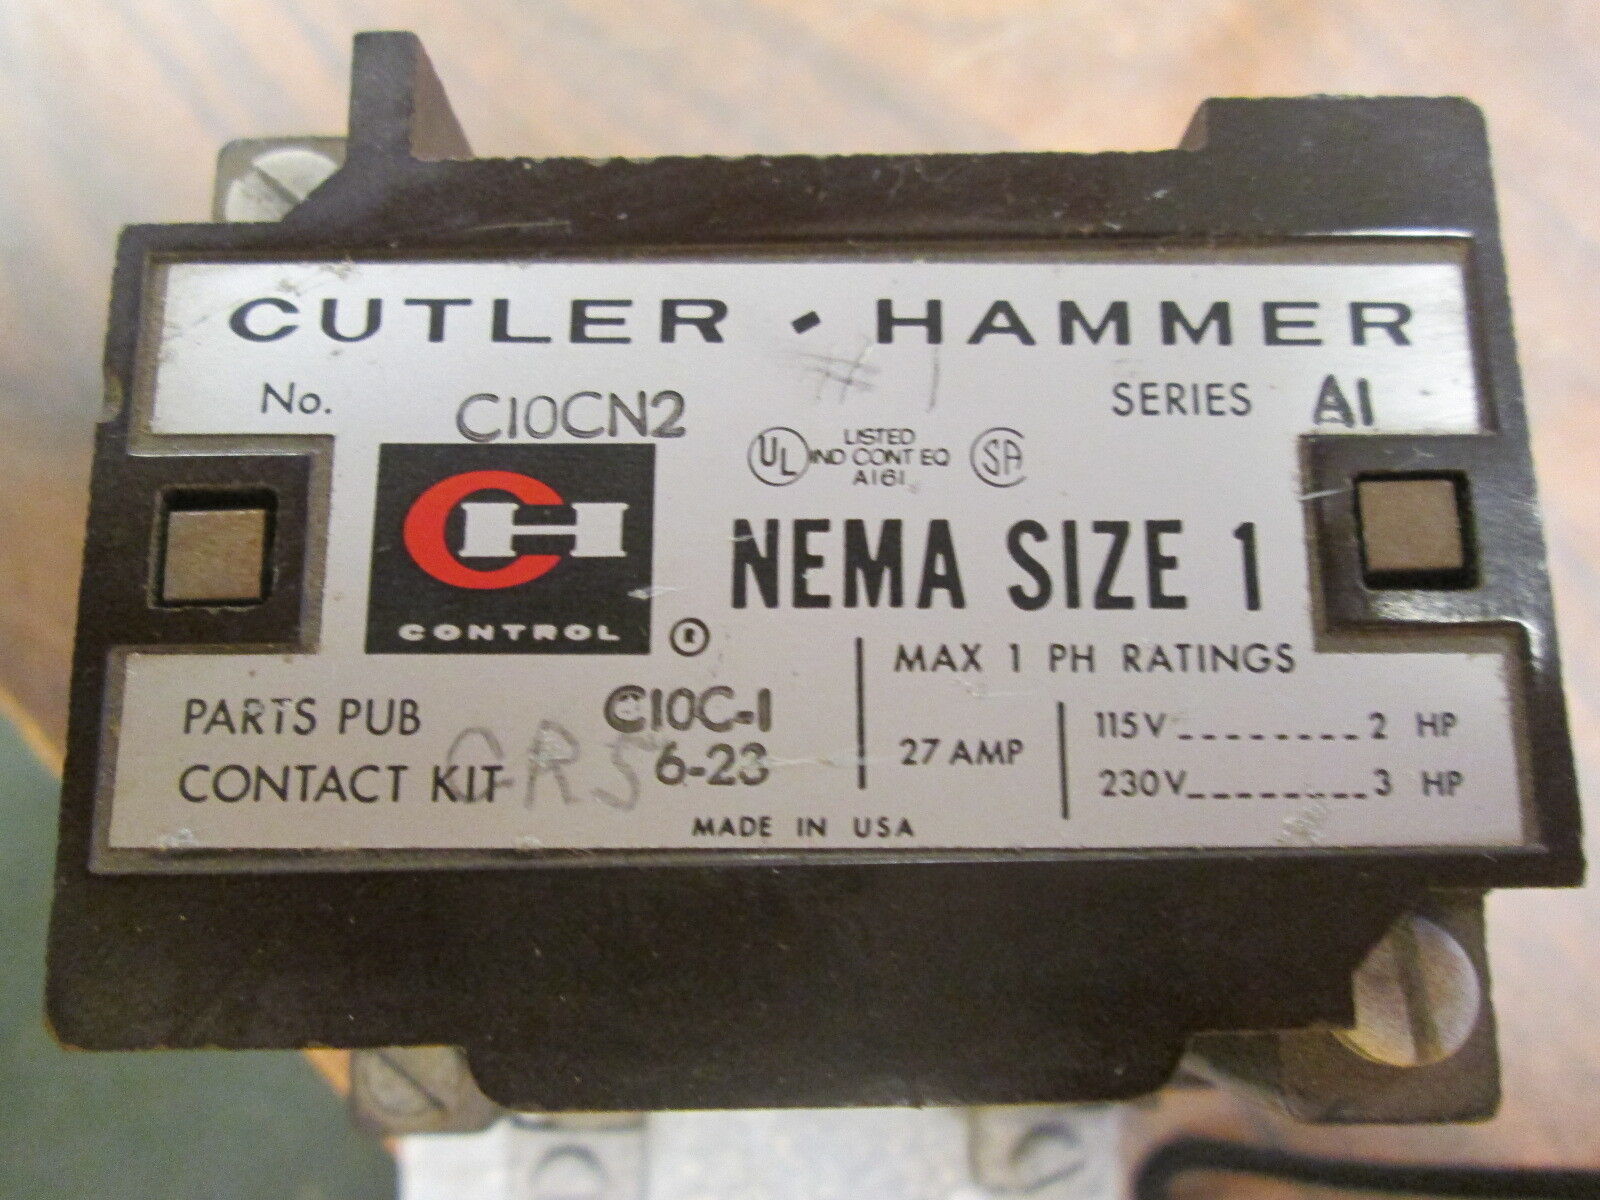 CUTLER-HAMMER
#1
No. C10CN2 SERIES A1
UL LISTED SA
IND CONT EQ
A161
CH
CONTROL ®
NEMA SIZE 1
MAX 1 PH RATINGS
27 AMP
115V--------2 HP
230V--------3 HP
PARTS PUB C10C-1
CONTACT KIT 6-23
MADE IN USA